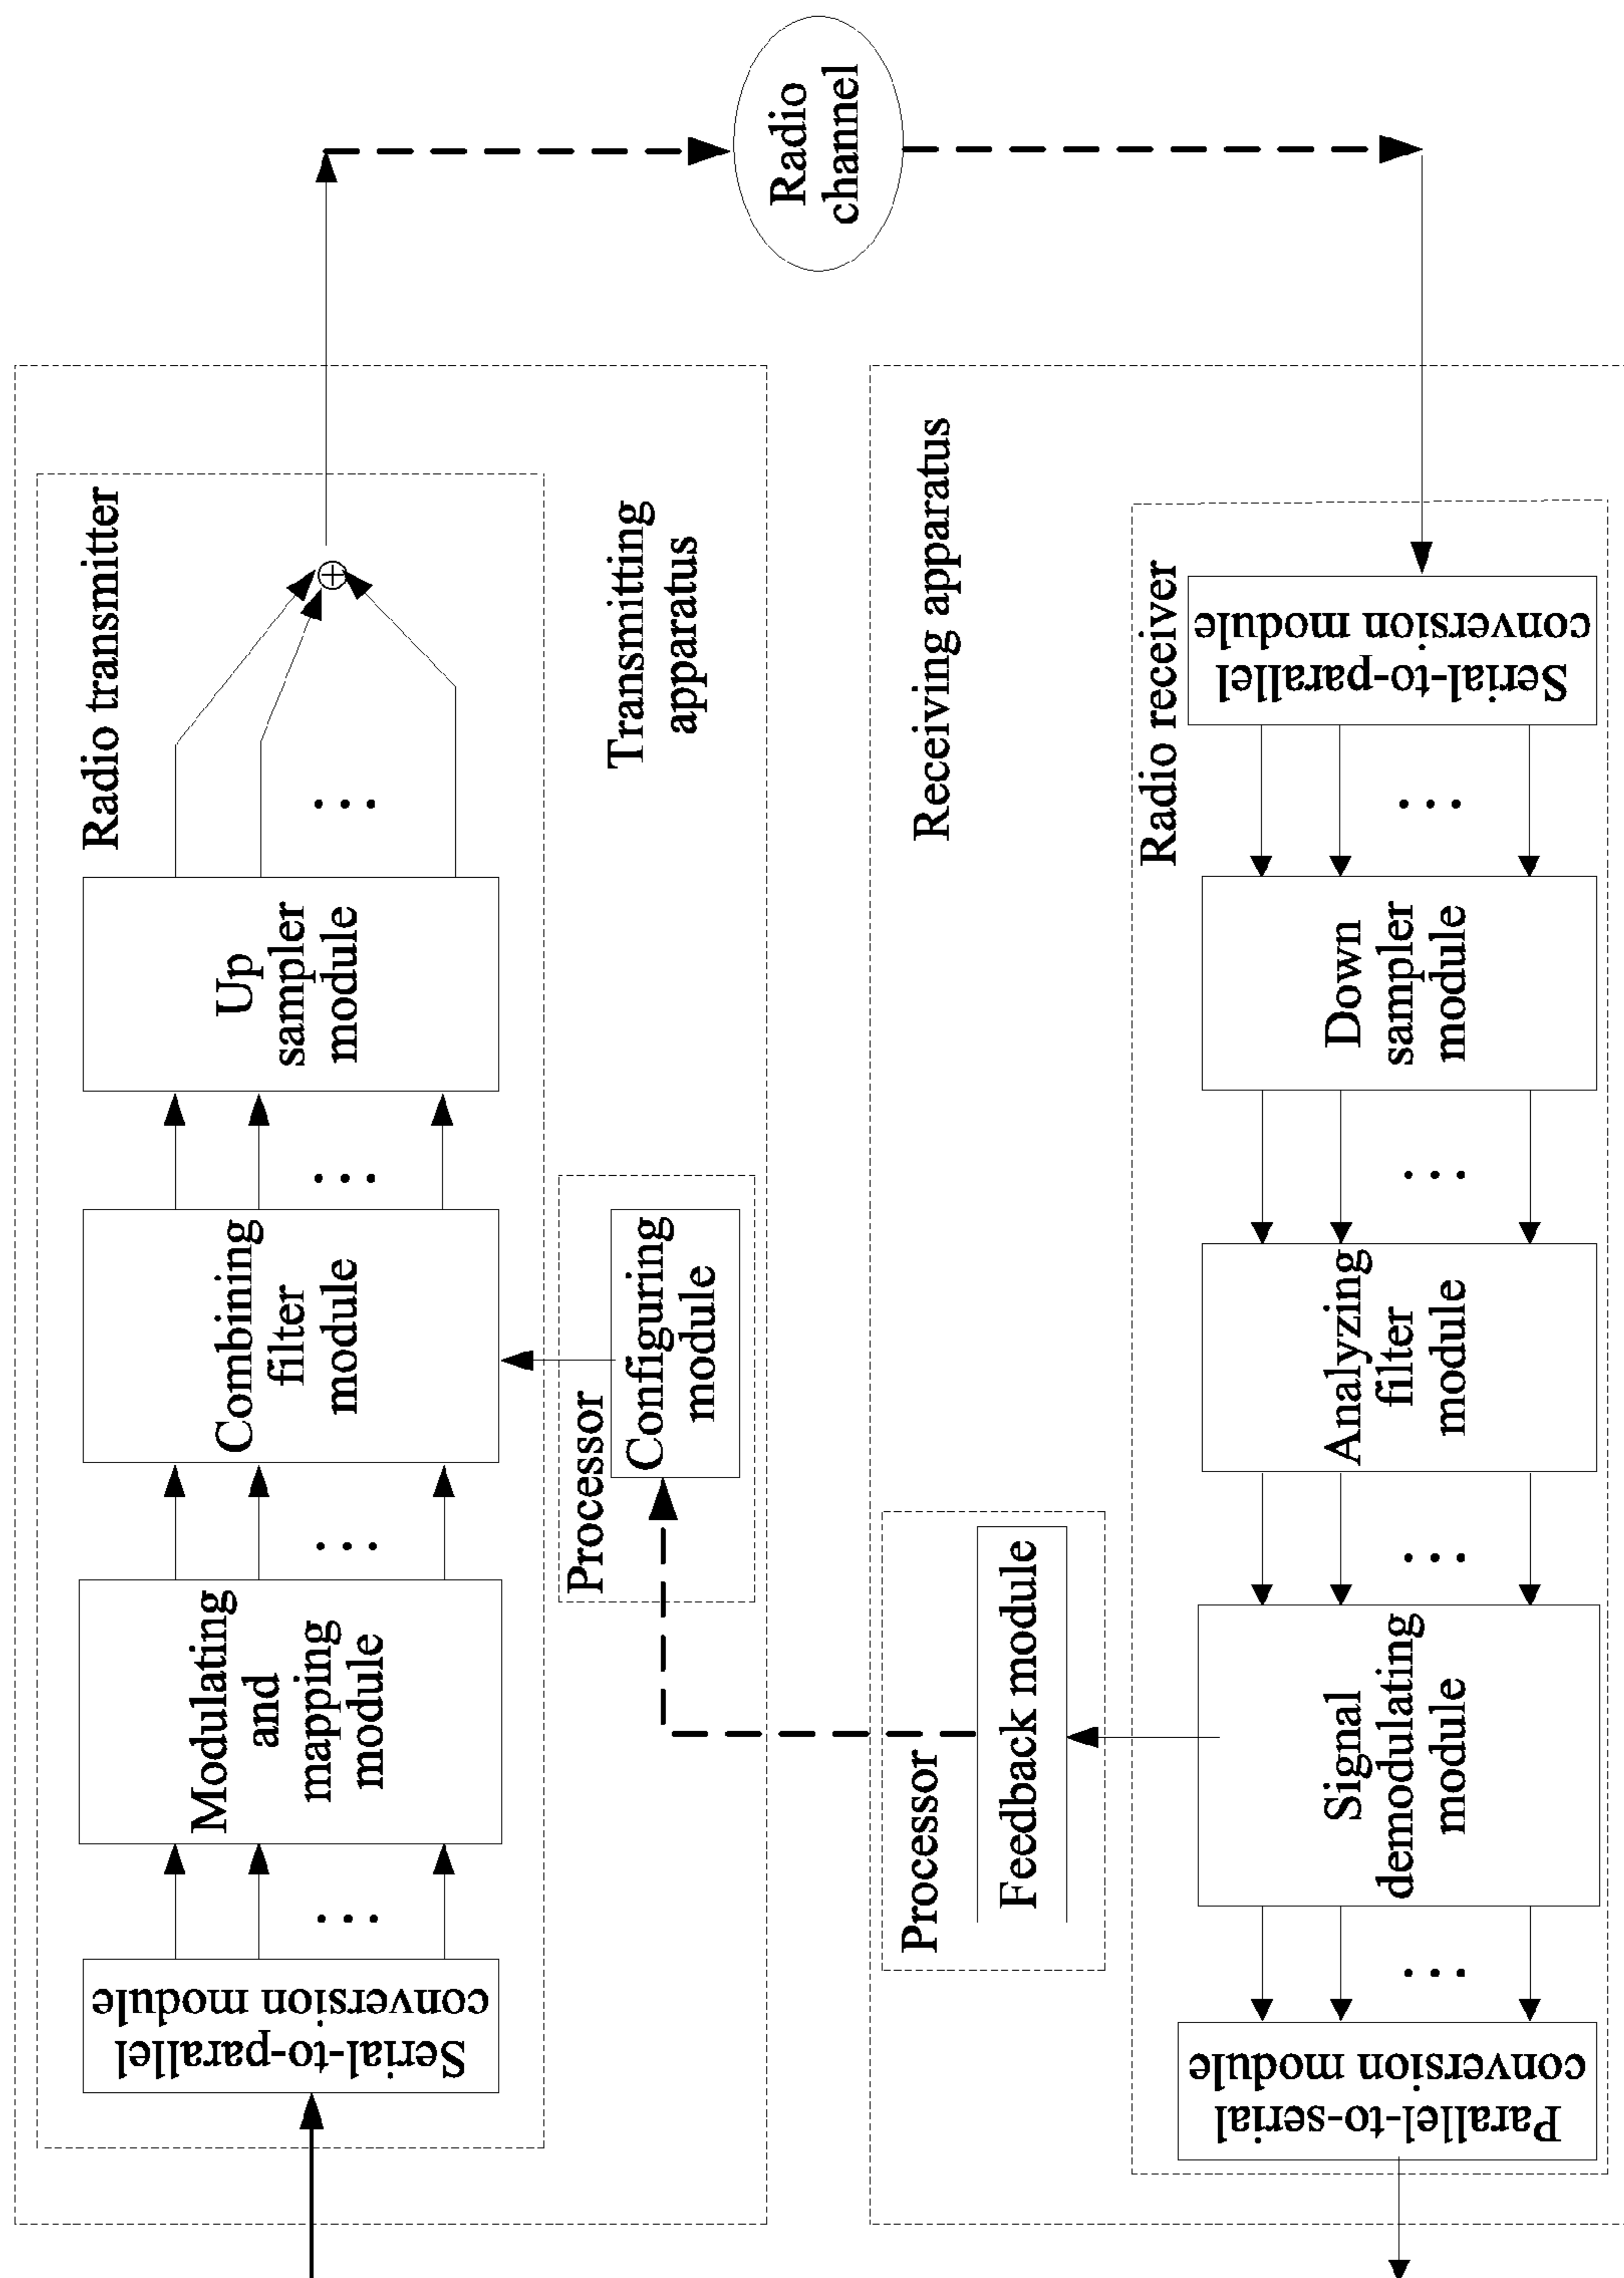 Radio transmitter
Serial-to-parallel
conversion module
Modulating
and
mapping
module
Combining
filter
module
Up
sampler
module
Processor
Configuring
module
Transmitting
apparatus
Radio
channel
Receiving apparatus
Processor
Feedback module
Radio receiver
Parallel-to-serial
conversion module
Signal
demodulating
module
Analyzing
filter
module
Down
sampler
module
Serial-to-parallel
conversion module